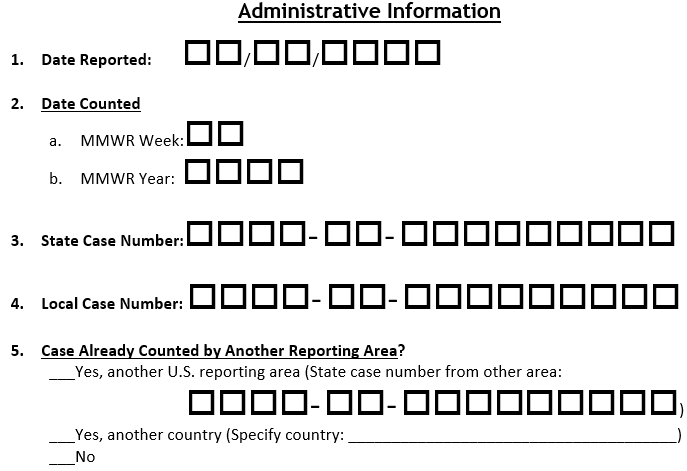 Administrative Information
1. Date Reported: □□/□□/□□□□
2. Date Counted
a. MMWR Week: □□
b. MMWR Year: □□□□
3. State Case Number: □□□□-□□-□□□□□□□□□
4. Local Case Number: □□□□-□□-□□□□□□□□□
5. Case Already Counted by Another Reporting Area?
___Yes, another U.S. reporting area (State case number from other area:
□□□□-□□-□□□□□□□□□)
___Yes, another country (Specify country: ________________________________________)
___No